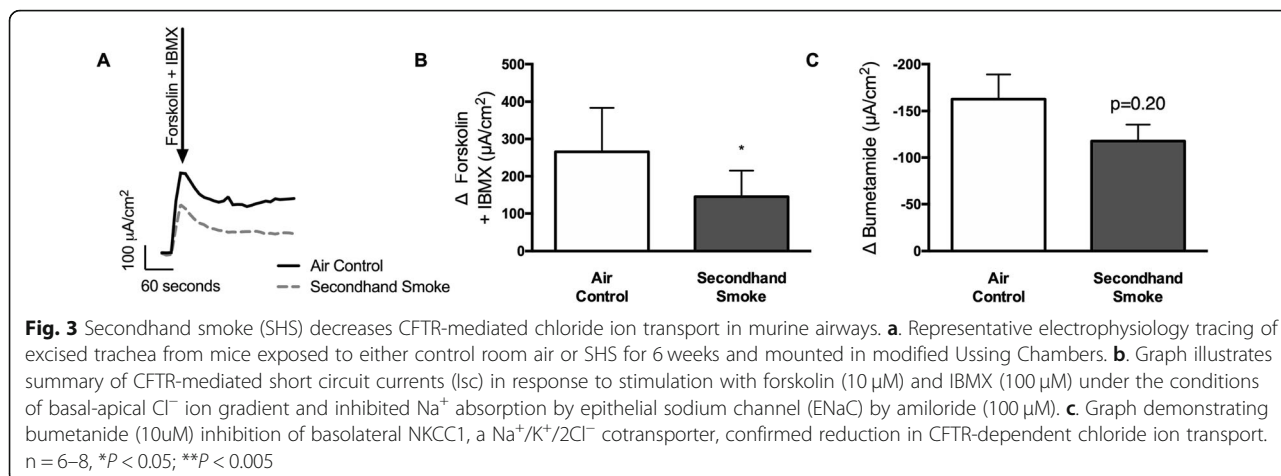 A
Forskolin + IBMX
100 µA/cm²
60 seconds
Air Control
Secondhand Smoke
B
Δ Forskolin
+ IBMX (µA/cm²)
500
400
300
200
100
0
*
Air
Control
Secondhand
Smoke
C
Δ Bumetamide (µA/cm²)
-200
-150
-100
-50
0
p=0.20
Air
Control
Secondhand
Smoke
Fig. 3 Secondhand smoke (SHS) decreases CFTR-mediated chloride ion transport in murine airways. a. Representative electrophysiology tracing of
excised trachea from mice exposed to either control room air or SHS for 6 weeks and mounted in modified Ussing Chambers. b. Graph illustrates
summary of CFTR-mediated short circuit currents (Isc) in response to stimulation with forskolin (10 μM) and IBMX (100 μM) under the conditions
of basal-apical Cl⁻ ion gradient and inhibited Na⁺ absorption by epithelial sodium channel (ENaC) by amiloride (100 μM). c. Graph demonstrating
bumetanide (10uM) inhibition of basolateral NKCC1, a Na⁺/K⁺/2Cl⁻ cotransporter, confirmed reduction in CFTR-dependent chloride ion transport.
n = 6–8, *P < 0.05; **P < 0.005